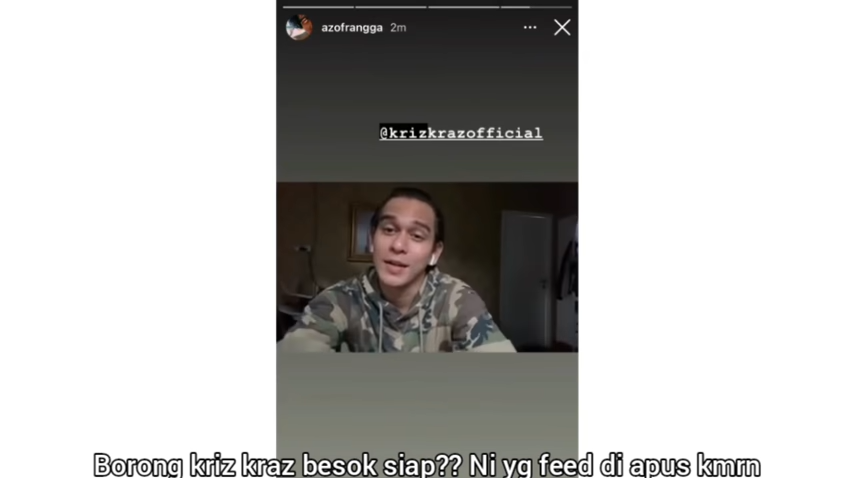 azofrangga 2m
@krizkrazofficial
Borong kriz kraz besok siap?? Ni yg feed di apus kmrn